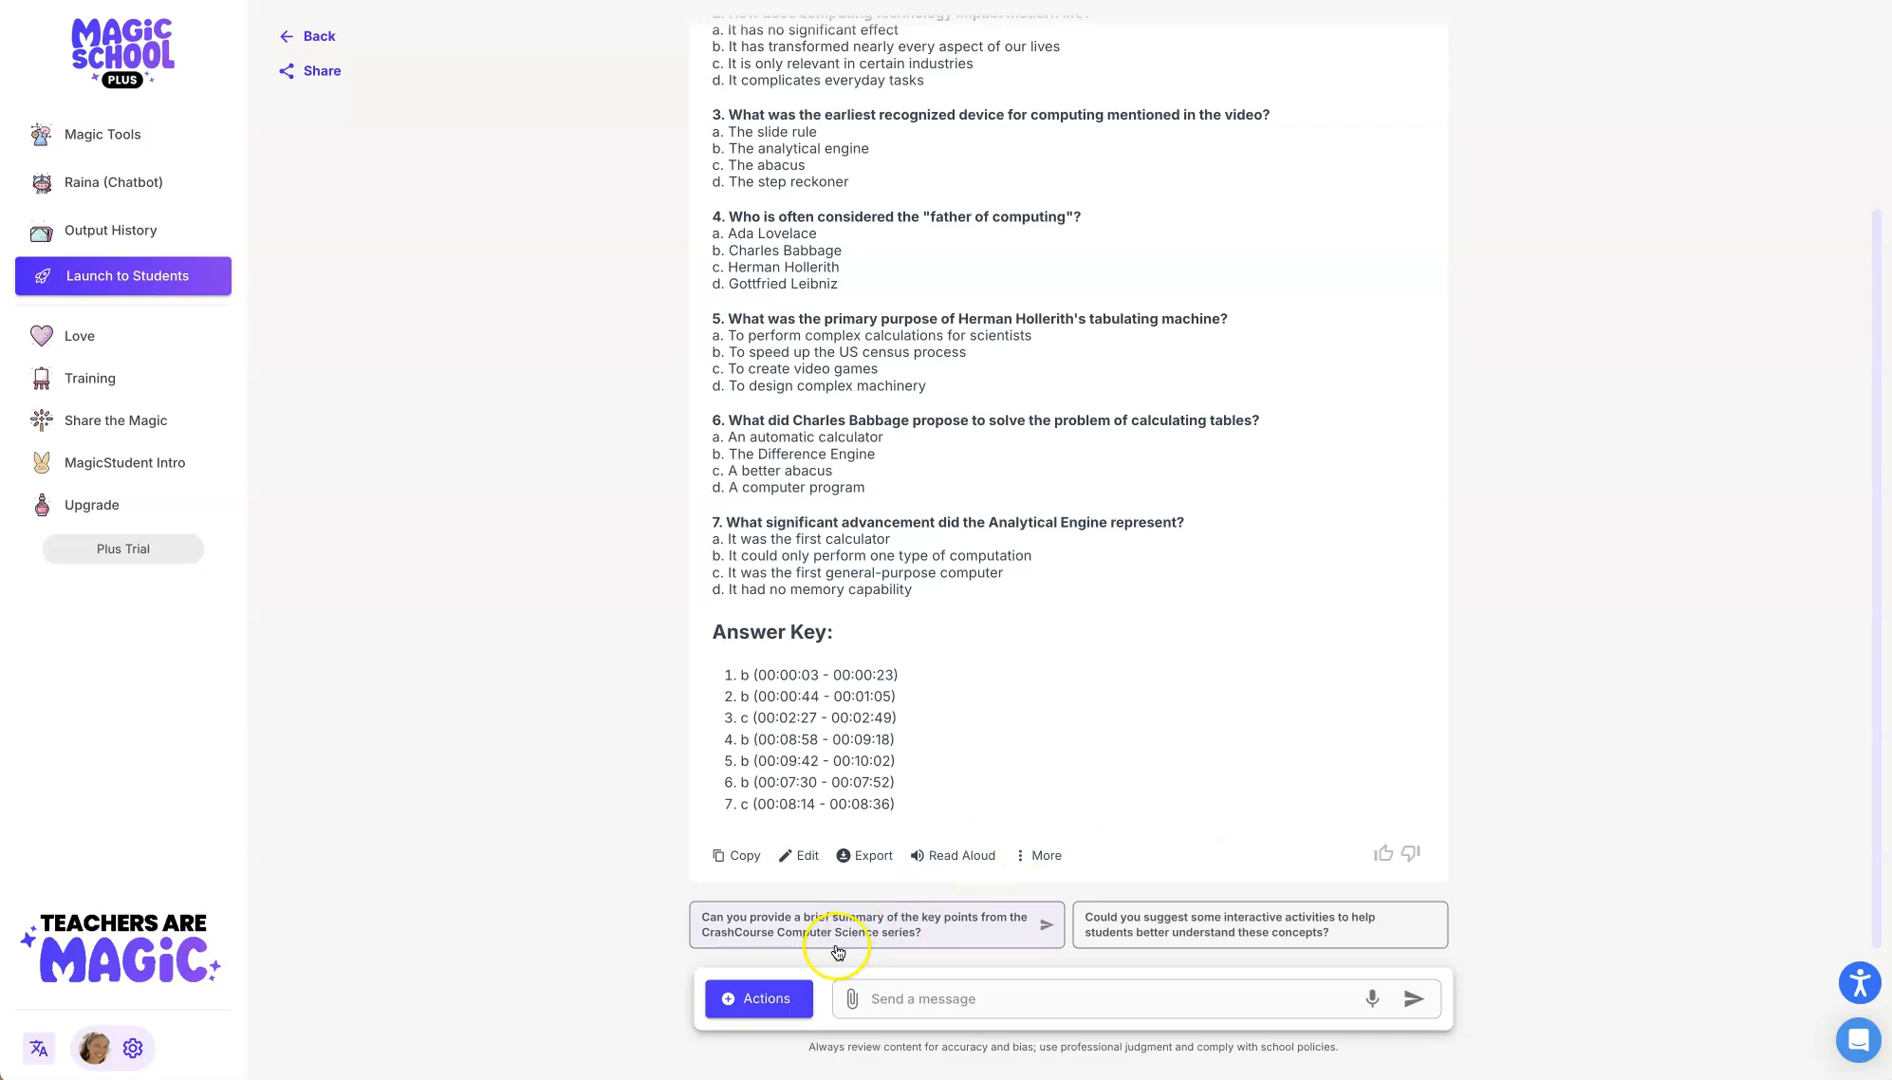 MAGIC
SCHOOL
PLUS
Magic Tools
Raina (Chatbot)
Output History
Launch to Students
Love
Training
Share the Magic
MagicStudent Intro
Upgrade
Plus Trial
TEACHERS ARE
MAGIC
Back
Share
2. How does computing technology impact modern life?
a. It has no significant effect
b. It has transformed nearly every aspect of our lives
c. It is only relevant in certain industries
d. It complicates everyday tasks
3. What was the earliest recognized device for computing mentioned in the video?
a. The slide rule
b. The analytical engine
c. The abacus
d. The step reckoner
4. Who is often considered the "father of computing"?
a. Ada Lovelace
b. Charles Babbage
c. Herman Hollerith
d. Gottfried Leibniz
5. What was the primary purpose of Herman Hollerith's tabulating machine?
a. To perform complex calculations for scientists
b. To speed up the US census process
c. To create video games
d. To design complex machinery
6. What did Charles Babbage propose to solve the problem of calculating tables?
a. An automatic calculator
b. The Difference Engine
c. A better abacus
d. A computer program
7. What significant advancement did the Analytical Engine represent?
a. It was the first calculator
b. It could only perform one type of computation
c. It was the first general-purpose computer
d. It had no memory capability
Answer Key:
1. b (00:00:03 - 00:00:23)
2. b (00:00:44 - 00:01:05)
3. c (00:02:27 - 00:02:49)
4. b (00:08:58 - 00:09:18)
5. b (00:09:42 - 00:10:02)
6. b (00:07:30 - 00:07:52)
7. c (00:08:14 - 00:08:36)
Copy Edit Export Read Aloud More
Can you provide a brief summary of the key points from the
CrashCourse Computer Science series?
Could you suggest some interactive activities to help
students better understand these concepts?
Actions
Send a message
Always review content for accuracy and bias; use professional judgment and comply with school policies.